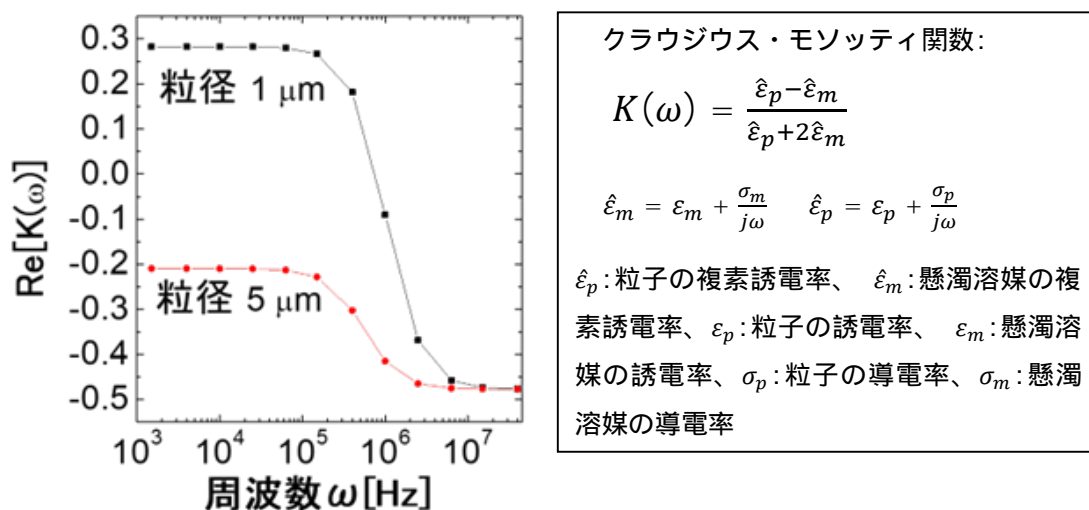 0.3
0.2
0.1
0.0
-0.1
-0.2
-0.3
-0.4
-0.5
Re[K(ω)]
粒径 1 μm
粒径 5 μm
10³ 10⁴ 10⁵ 10⁶ 10⁷
周波数ω[Hz]
クラウジウス・モソッティ関数:
K(ω) = (ε̂ₚ−ε̂ₘ)/(ε̂ₚ+2ε̂ₘ)
ε̂ₘ = εₘ + σₘ/jω ε̂ₚ = εₚ + σₚ/jω
ε̂ₚ:粒子の複素誘電率、 ε̂ₘ:懸濁溶媒の複
素誘電率、εₚ:粒子の誘電率、 εₘ:懸濁溶
媒の誘電率、σₚ:粒子の導電率、σₘ:懸濁
溶媒の導電率